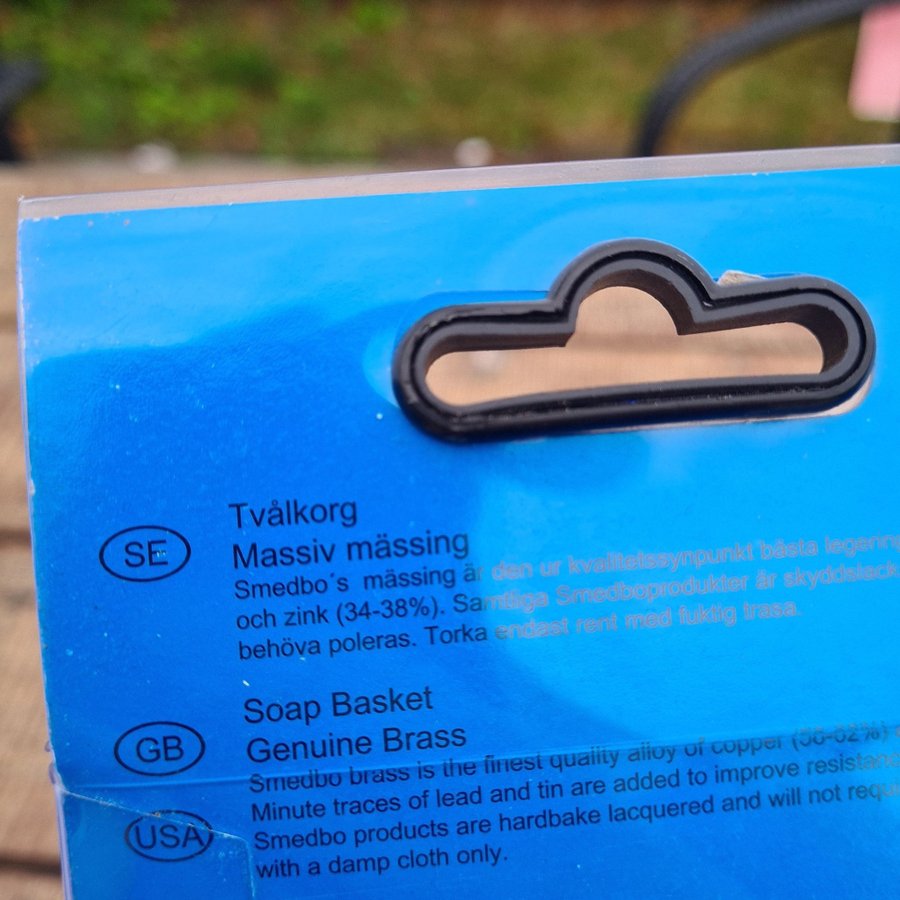 SE
Tvålkorg
Massiv mässing
Smedbo´s mässing är den ur kvalitetssynpunkt bästa
och zink (34-38%). Samtliga Smedboprodukter är
behöva poleras. Torka endast rent med fuktig trasa.
GB
Soap Basket
Genuine Brass
Smedbo brass is the finest quality alloy of copper
USA
Minute traces of lead and tin are added to improve
Smedbo products are hardbake lacquered and will not
with a damp cloth only.